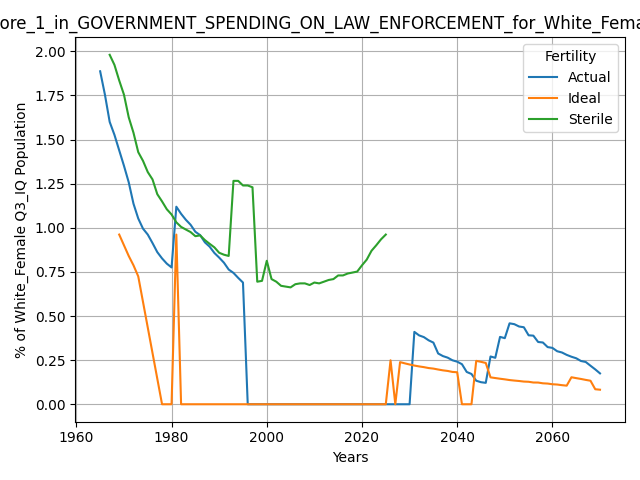 ore_1_in_GOVERNMENT_SPENDING_ON_LAW_ENFORCEMENT_for_White_Fema
Fertility
Actual
Ideal
Sterile
% of White_Female Q3_IQ Population
2.00
1.75
1.50
1.25
1.00
0.75
0.50
0.25
0.00
1960 1980 2000 2020 2040 2060
Years